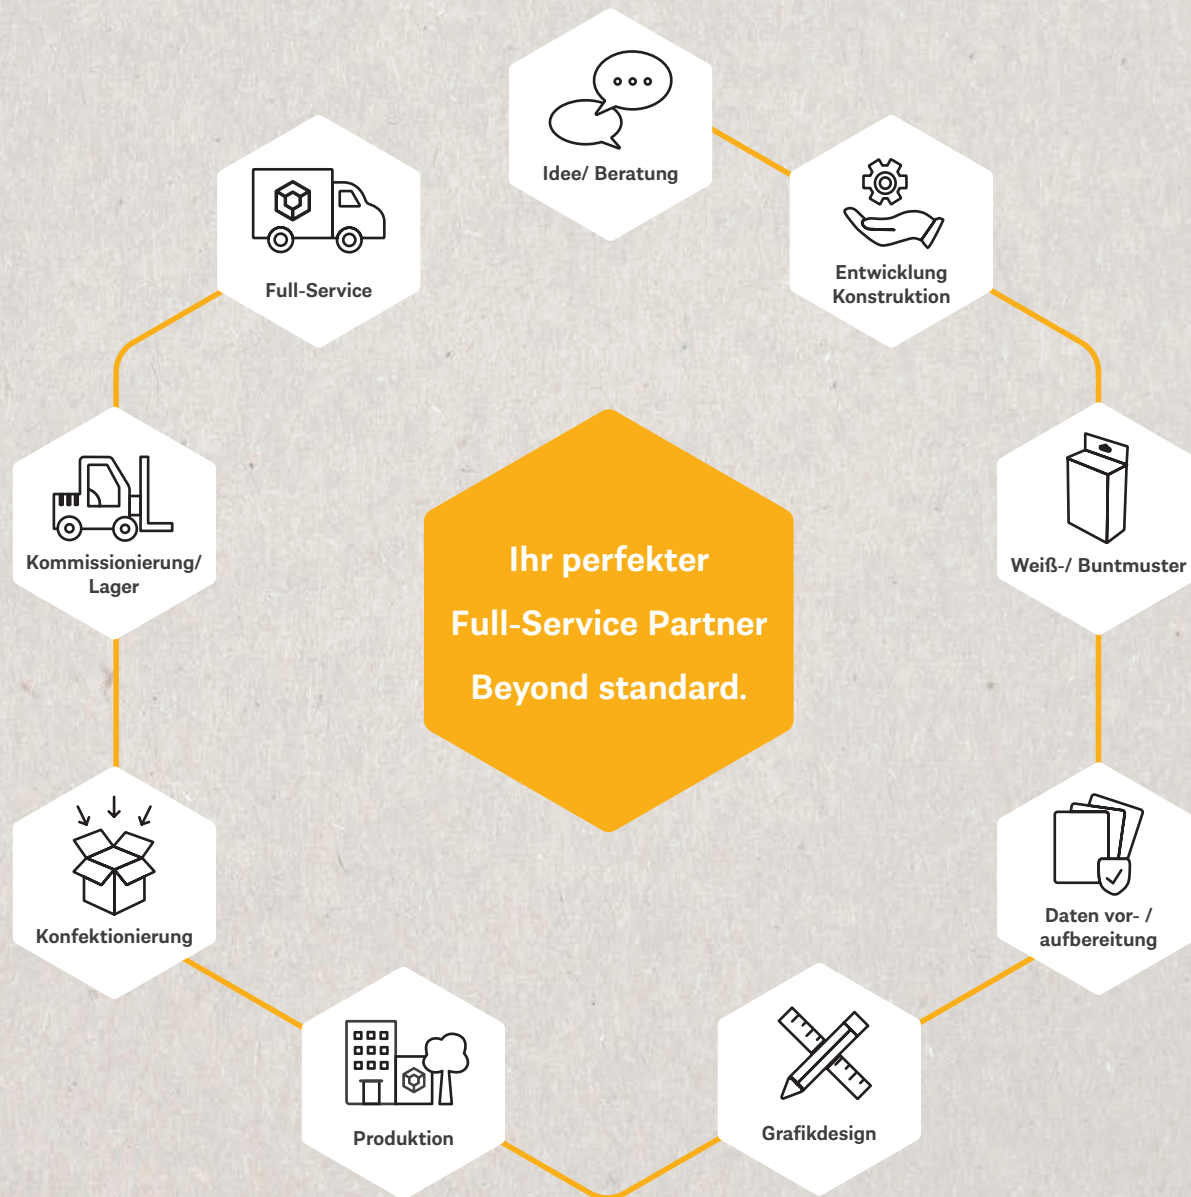 Idee/ Beratung
Entwicklung
Konstruktion
Weiß-/ Buntmuster
Daten vor- /
aufbereitung
Grafikdesign
Produktion
Konfektionierung
Kommissionierung/
Lager
Full-Service
Ihr perfekter
Full-Service Partner
Beyond standard.